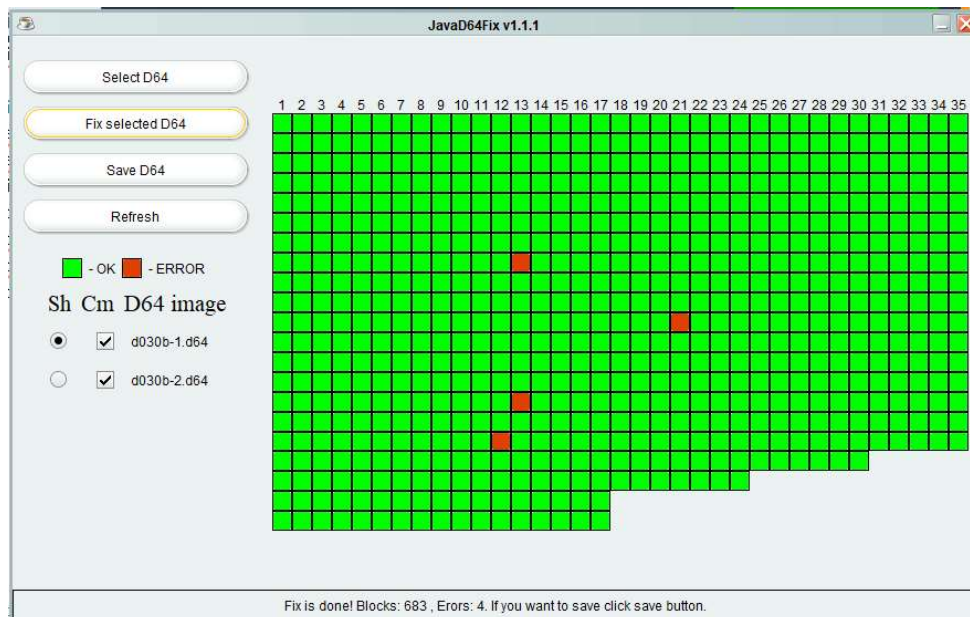 JavaD64Fix v1.1.1
Select D64
Fix selected D64
Save D64
Refresh
- OK - ERROR
Sh Cm D64 image
d030b-1.d64
d030b-2.d64
1 2 3 4 5 6 7 8 9 10 11 12 13 14 15 16 17 18 19 20 21 22 23 24 25 26 27 28 29 30 31 32 33 34 35
Fix is done! Blocks: 683 , Erors: 4. If you want to save click save button.